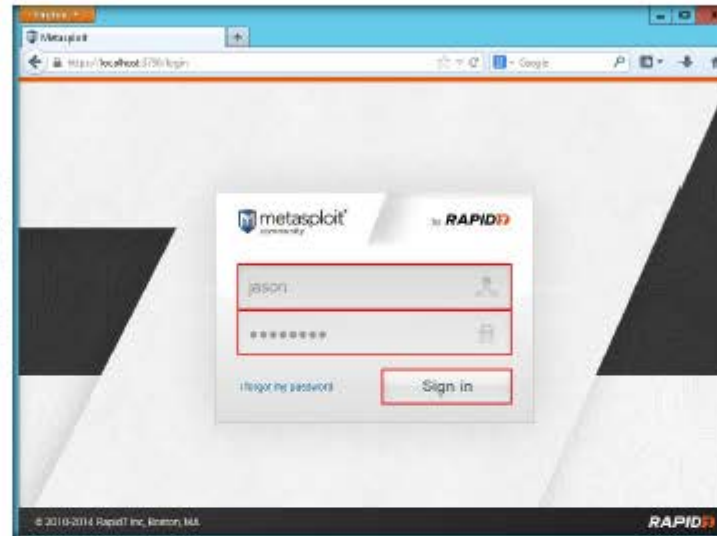 Metasploit
https://localhost:3790/login
Google
metasploit®
community
by RAPID7
jason
••••••••
I forgot my password
Sign in
© 2010-2014 Rapid7 Inc, Boston, MA
RAPID7